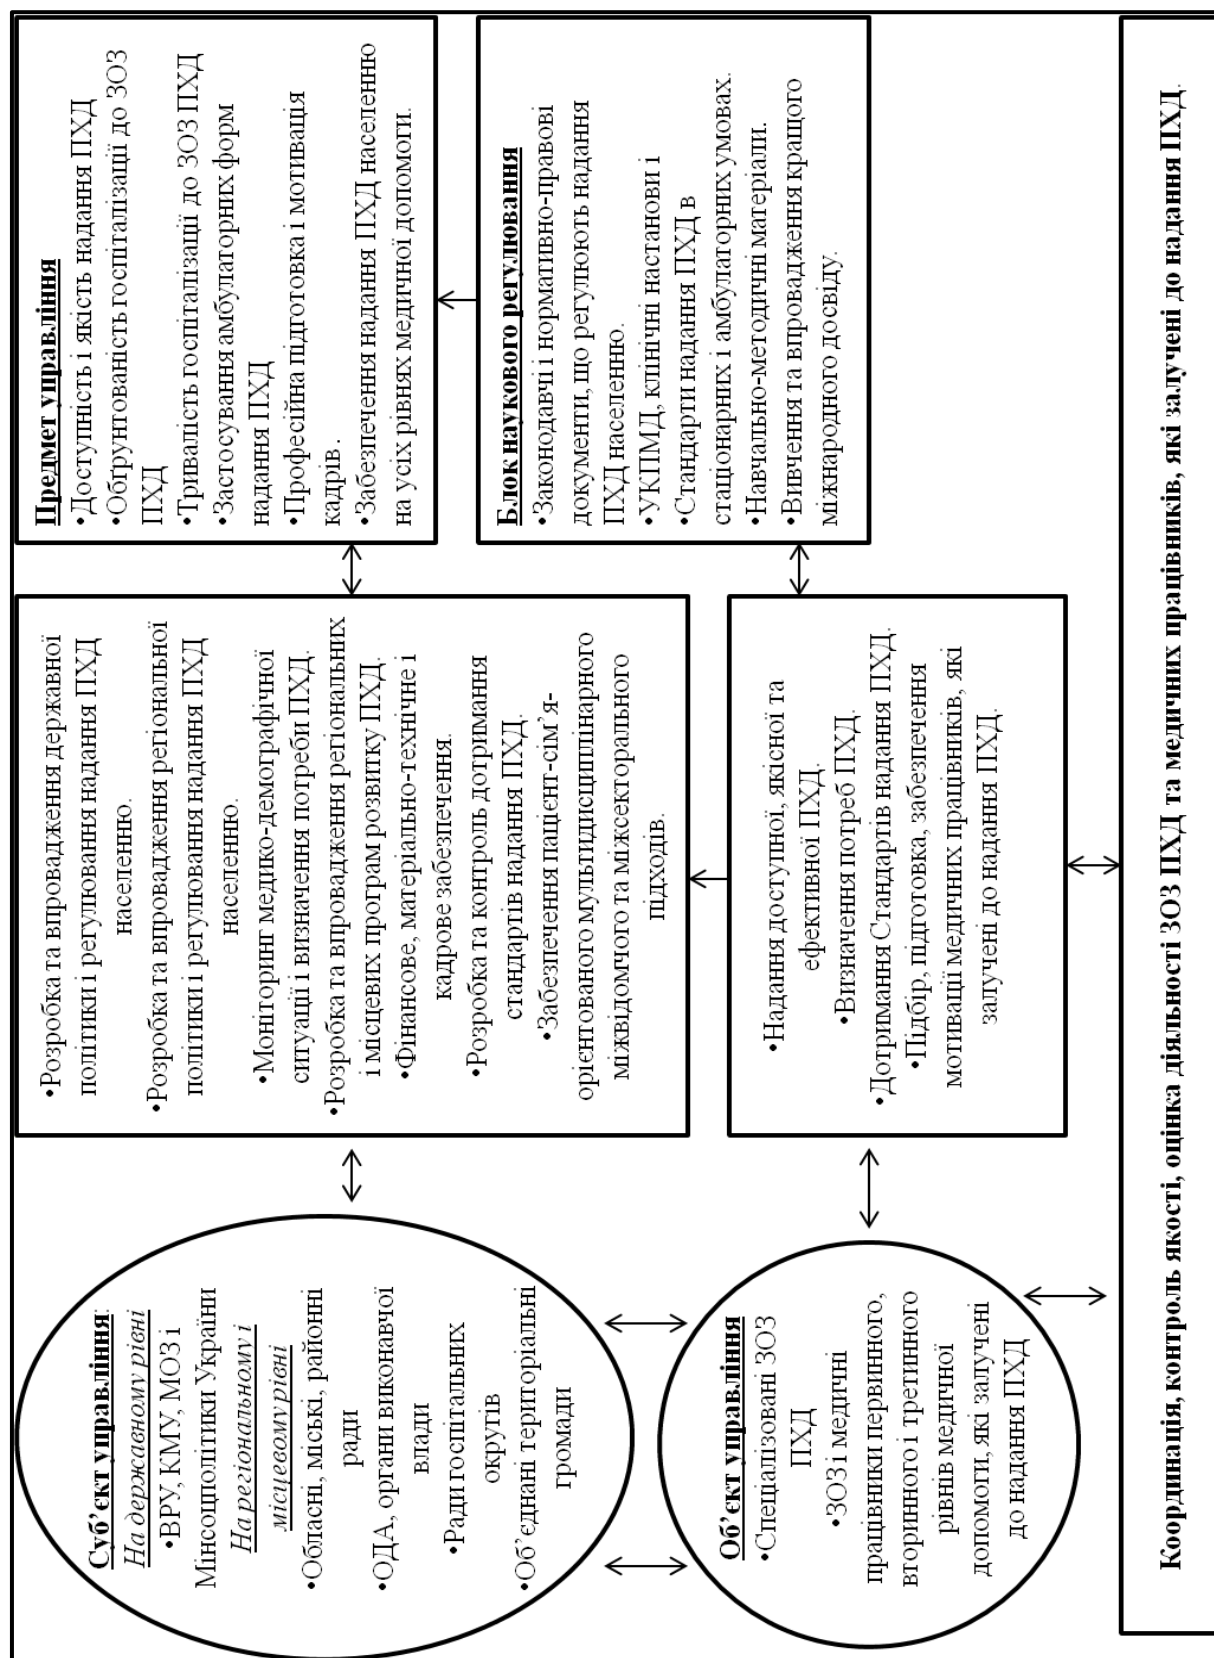 Суб’єкт управління:
На державному рівні
•ВРУ, КМУ, МОЗ і
Мінсоцполітики України
На регіональному і
місцевому рівні
•Обласні, міські, районні
ради
•ОДА, органи виконавчої
влади
•Ради госпітальних
округів
•Об’єднані територіальні
громади
•Розробка та впровадження державної
політики і регулювання надання ПХД
населенню.
•Розробка та впровадження регіональної
політики і регулювання надання ПХД
населенню.
•Моніторинг медико-демографічної
ситуації і визначення потреби ПХД.
•Розробка та впровадження регіональних
і місцевих програм розвитку ПХД.
•Фінансове, матеріально-технічне і
кадрове забезпечення.
•Розробка та контроль дотримання
стандартів надання ПХД.
•Забезпечення пацієнт-сім’я-
орієнтованого мультидисциплінарного
міжвідомчого та міжсекторального
підходів.
Предмет управління
•Доступність і якість надання ПХД
•Обґрунтованість госпіталізації до ЗОЗ
ПХД
•Тривалість госпіталізації до ЗОЗ ПХД
•Застосування амбулаторних форм
надання ПХД
•Професійна підготовка і мотивація
кадрів.
•Забезпечення надання ПХД населенню
на усіх рівнях медичної допомоги.
Об’єкт управління
•Спеціалізовані ЗОЗ
ПХД
•ЗОЗ і медичні
працівники первинного,
вторинного і третинного
рівнів медичної
допомоги, які залучені
до надання ПХД
•Надання доступної, якісної та
ефективної ПХД.
•Визначення потреб ПХД.
•Дотримання Стандартів надання ПХД.
•Підбір, підготовка, забезпечення
мотивації медичних працівників, які
залучені до надання ПХД.
Блок наукового регулювання
•Законодавчі і нормативно-правові
документи, що регулюють надання
ПХД населенню.
•УКПМД, клінічні настанови і
•Стандарти надання ПХД в
стаціонарних і амбулаторних умовах.
•Навчально-методичні матеріали.
•Вивчення та впровадження кращого
міжнародного досвіду.
Координація, контроль якості, оцінка діяльності ЗОЗ ПХД та медичних працівників, які залучені до надання ПХД.